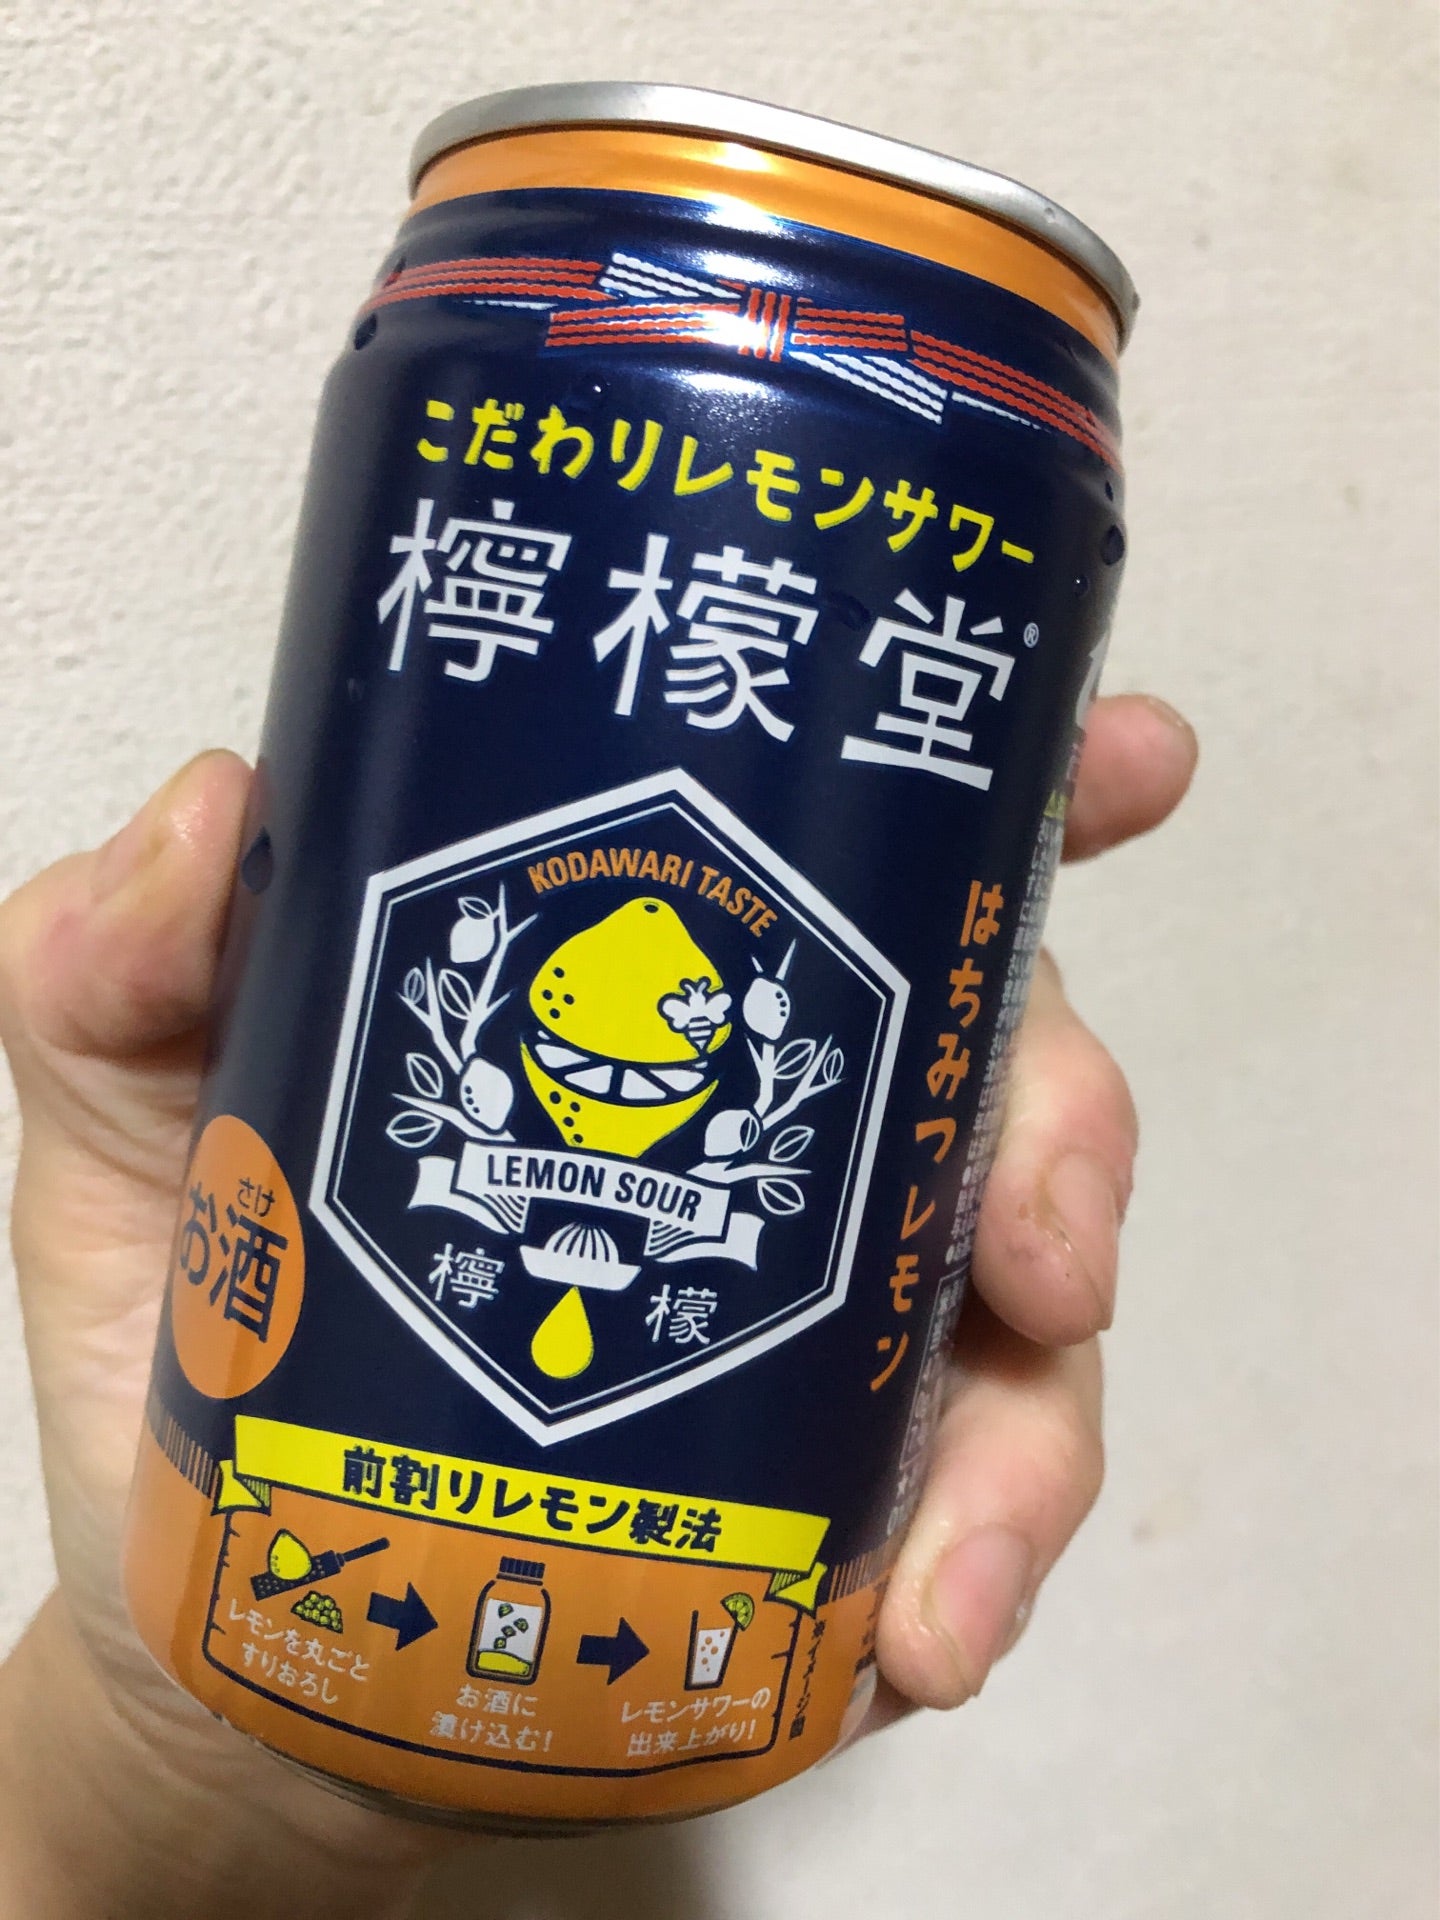 こだわりレモンサワー
檸檬堂®
KODAWARI TASTE
LEMON SOUR
檸檬
はちみつレモン
さけ
お酒
前割りレモン製法
レモンを丸ごと
すりおろし
お酒に
漬け込む!
レモンサワーの
出来上がり!